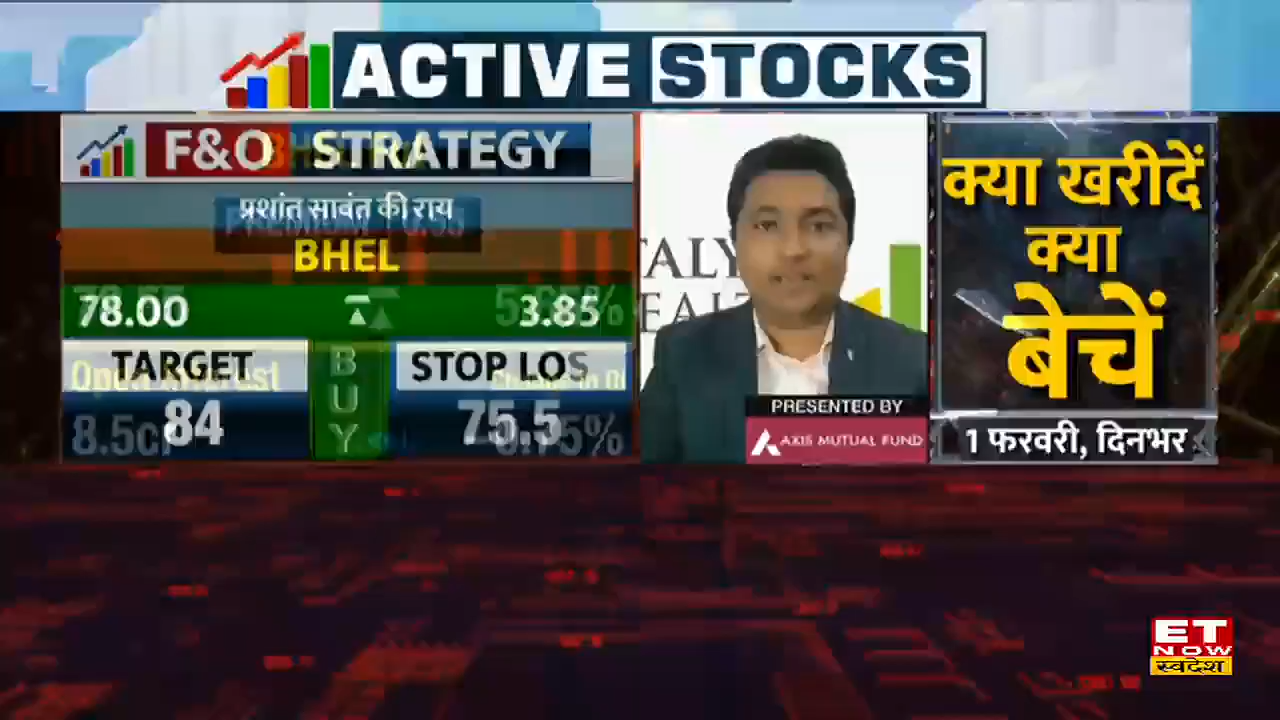 ACTIVE STOCKS
F&O STRATEGY
प्रशांत सावंत की राय
BHEL
78.00 3.85
TARGET
84
BUY
STOP LOS
75.5
PRESENTED BY
AXIS MUTUAL FUND
क्या खरीदें
क्या
बेचें
1 फरवरी, दिनभर
ET
NOW
स्वदेश